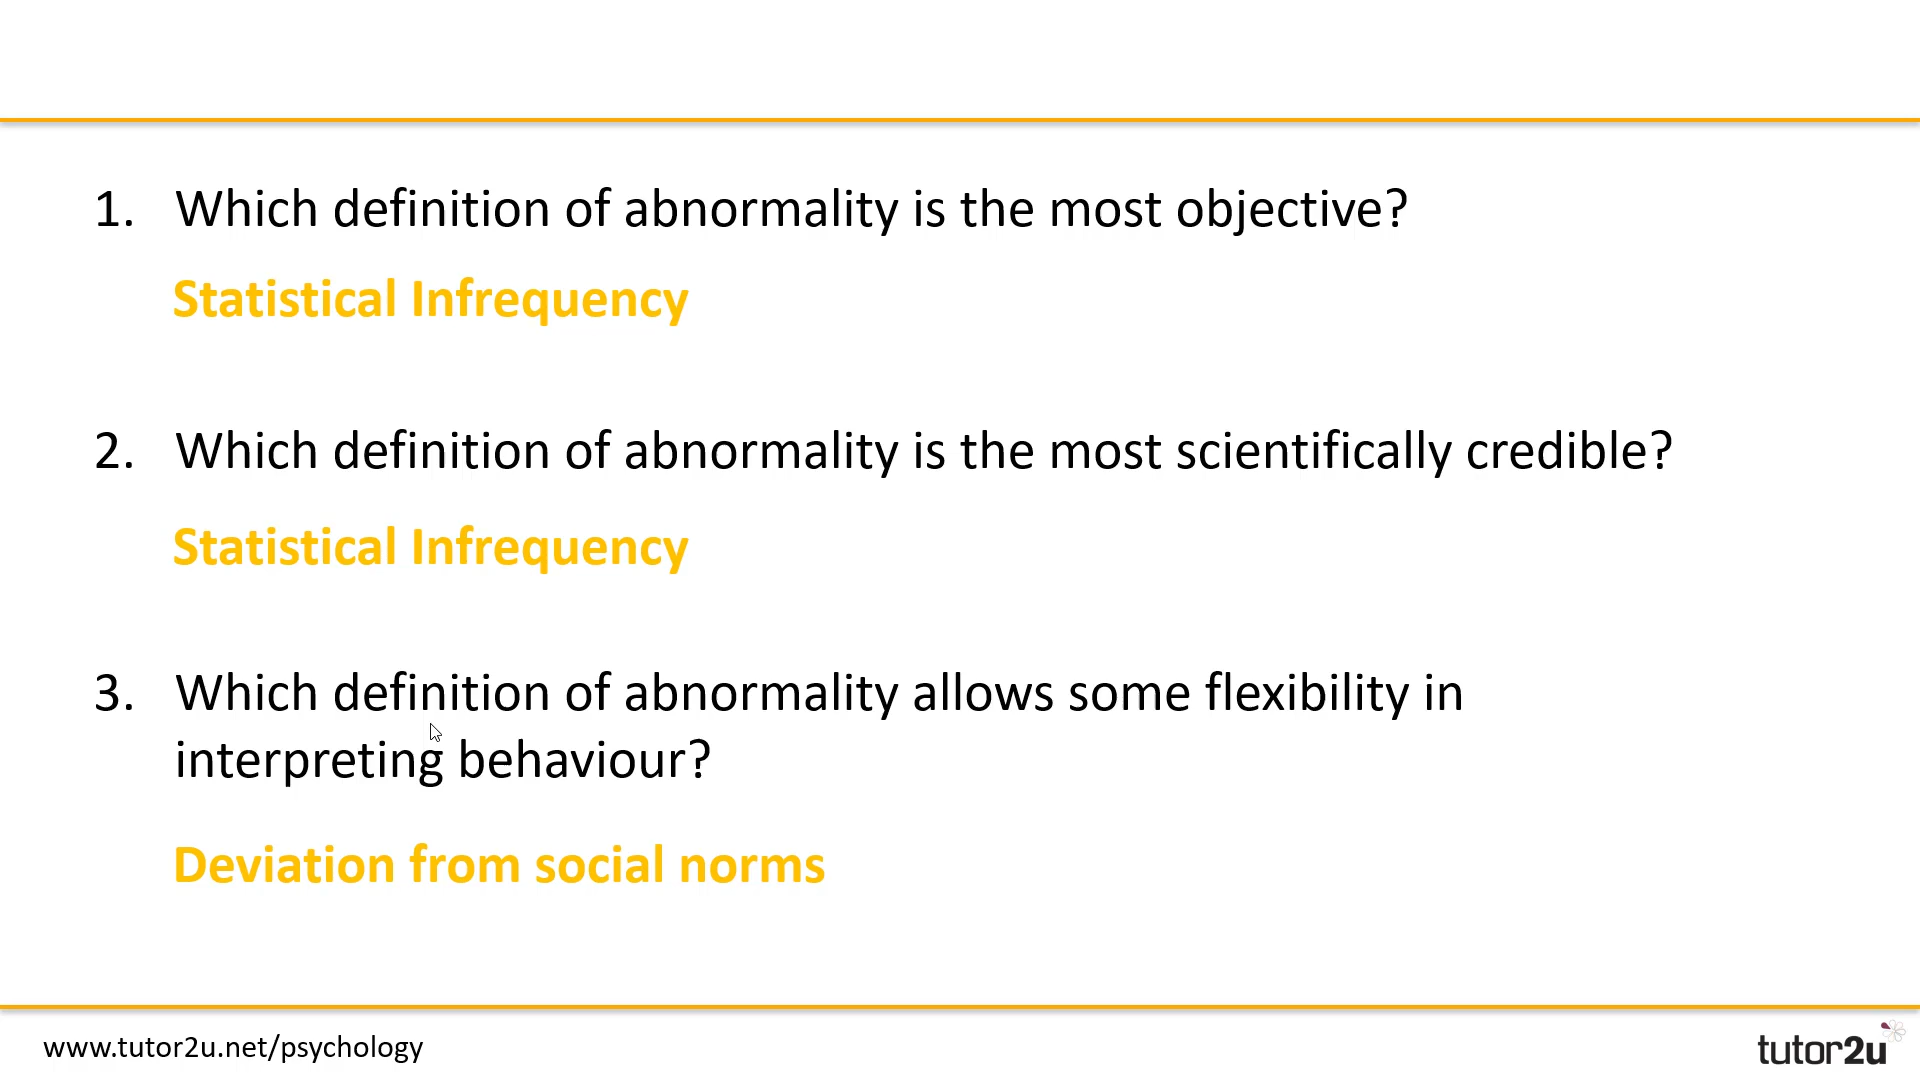 1. Which definition of abnormality is the most objective?
Statistical Infrequency
2. Which definition of abnormality is the most scientifically credible?
Statistical Infrequency
3. Which definition of abnormality allows some flexibility in
interpreting behaviour?
Deviation from social norms
www.tutor2u.net/psychology
tutor2u